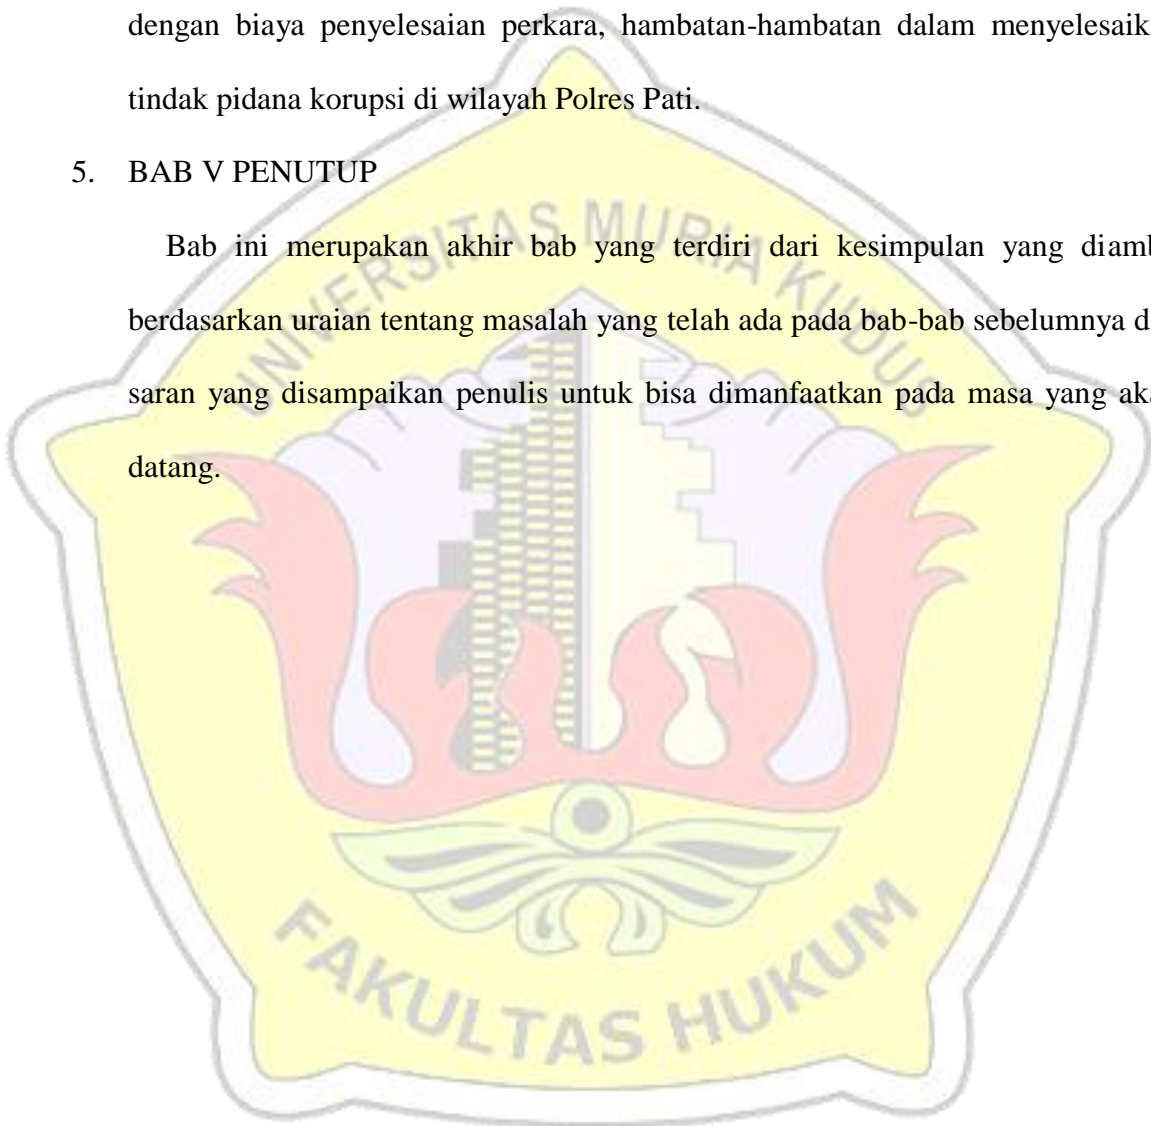 dengan biaya penyelesaian perkara, hambatan-hambatan dalam menyelesaik
tindak pidana korupsi di wilayah Polres Pati.
5. BAB V PENUTUP
Bab ini merupakan akhir bab yang terdiri dari kesimpulan yang diamb
berdasarkan uraian tentang masalah yang telah ada pada bab-bab sebelumnya d
saran yang disampaikan penulis untuk bisa dimanfaatkan pada masa yang aka
datang.
UNIVERSITAS MURIA KUDUS
FAKULTAS HUKUM